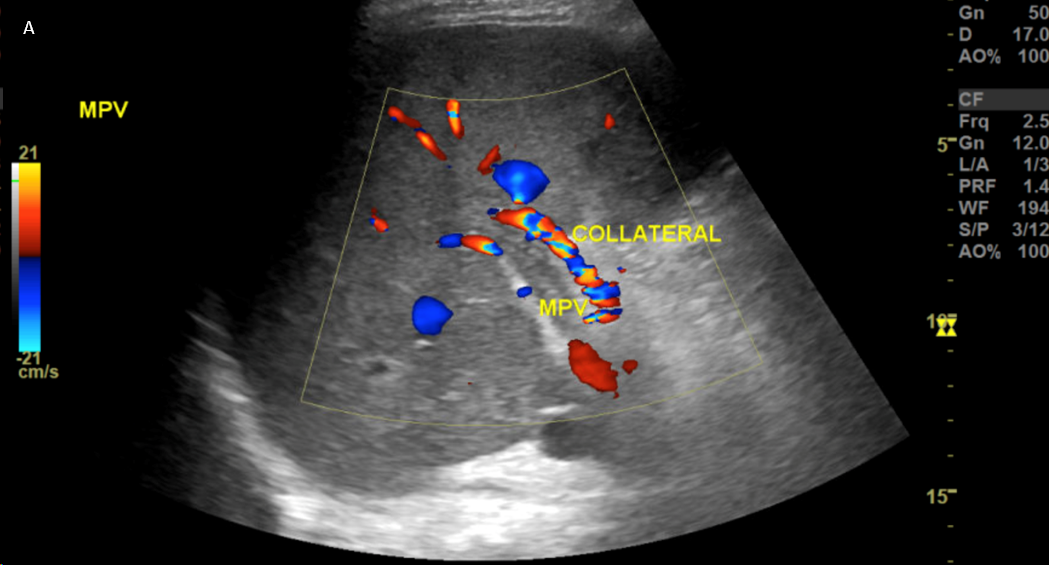 A
MPV
21
-21
cm/s
COLLATERAL
MPV
Gn 50
D 17.0
AO% 100
CF
Frq 2.5
Gn 12.0
L/A 1/3
PRF 1.4
WF 194
S/P 3/12
AO% 100
5
15